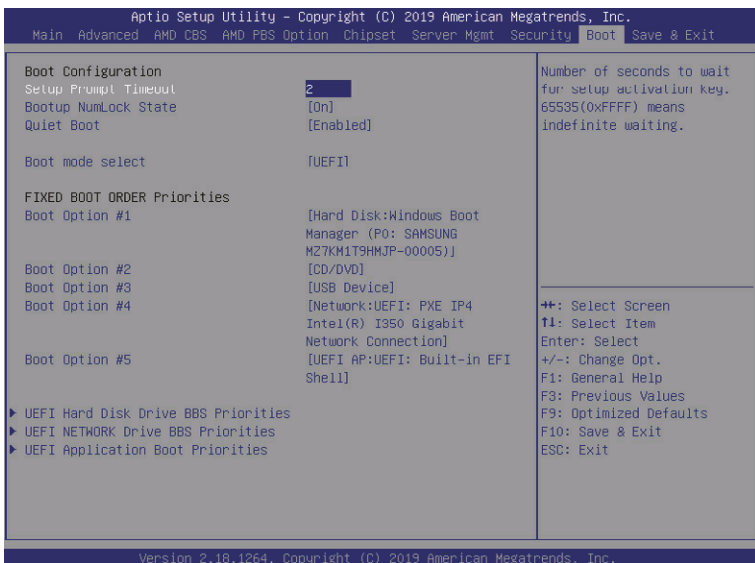 Aptio Setup Utility – Copyright (C) 2019 American Megatrends, Inc.
Main Advanced AMD CBS AMD PBS Option Chipset Server Mgmt Security Boot Save & Exit
Boot Configuration
Setup Prompt Timeout 2
Bootup NumLock State [On]
Quiet Boot [Enabled]
Boot mode select [UEFI]
FIXED BOOT ORDER Priorities
Boot Option #1 [Hard Disk:Windows Boot
Manager (P0: SAMSUNG
MZ7KM1T9HMJP-00005)]
Boot Option #2 [CD/DVD]
Boot Option #3 [USB Device]
Boot Option #4 [Network:UEFI: PXE IP4
Intel(R) I350 Gigabit
Network Connection]
Boot Option #5 [UEFI AP:UEFI: Built-in EFI
Shell]
UEFI Hard Disk Drive BBS Priorities
UEFI NETWORK Drive BBS Priorities
UEFI Application Boot Priorities
Number of seconds to wait
for setup activation key.
65535(0xFFFF) means
indefinite waiting.
→←: Select Screen
↑↓: Select Item
Enter: Select
+/-: Change Opt.
F1: General Help
F3: Previous Values
F9: Optimized Defaults
F10: Save & Exit
ESC: Exit
Version 2.18.1264. Copyright (C) 2019 American Megatrends, Inc.